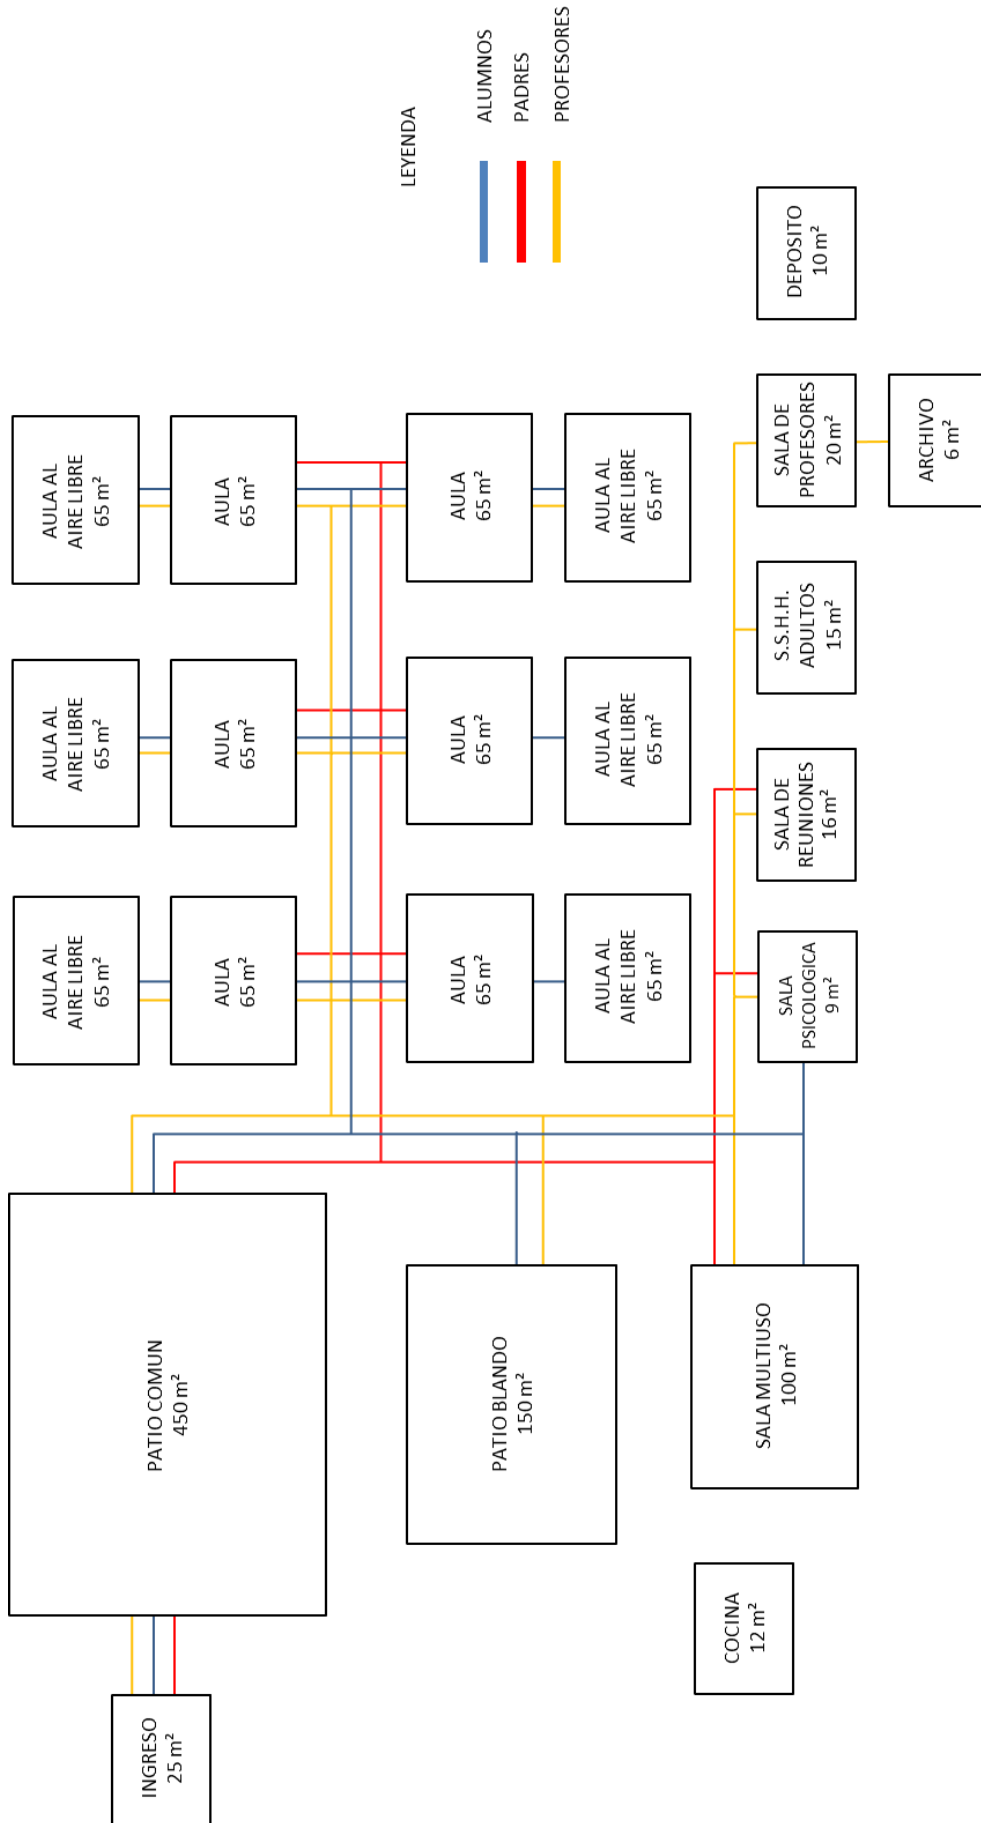 INGRESO
25 m²
PATIO COMUN
450 m²
AULA AL
AIRE LIBRE
65 m²
AULA AL
AIRE LIBRE
65 m²
AULA AL
AIRE LIBRE
65 m²
AULA
65 m²
AULA
65 m²
AULA
65 m²
LEYENDA
ALUMNOS
PADRES
PROFESORES
PATIO BLANDO
150 m²
AULA
65 m²
AULA
65 m²
AULA
65 m²
AULA AL
AIRE LIBRE
65 m²
AULA AL
AIRE LIBRE
65 m²
AULA AL
AIRE LIBRE
65 m²
COCINA
12 m²
SALA MULTIUSO
100 m²
SALA
PSICOLOGICA
9 m²
SALA DE
REUNIONES
16 m²
S.S.H.H.
ADULTOS
15 m²
SALA DE
PROFESORES
20 m²
DEPOSITO
10 m²
ARCHIVO
6 m²